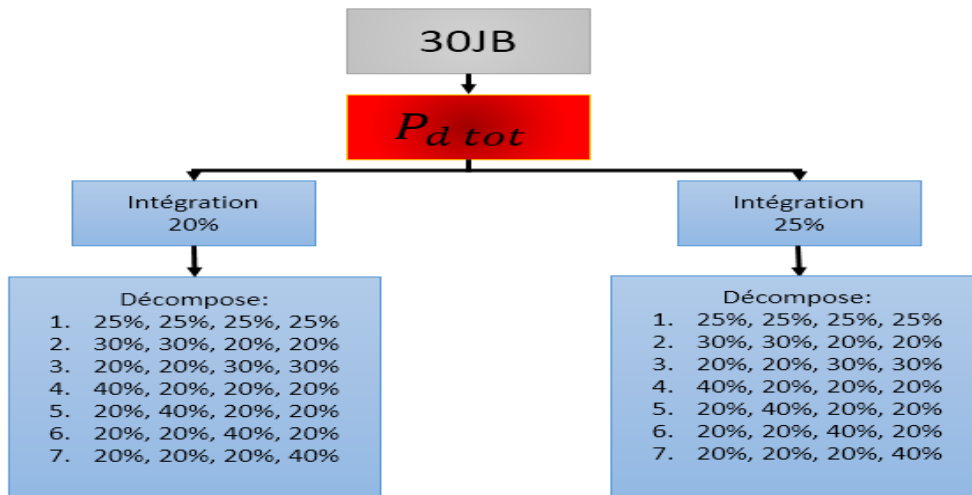 30JB
P_{d tot}
Intégration
20%
Décompose:
1. 25%, 25%, 25%, 25%
2. 30%, 30%, 20%, 20%
3. 20%, 20%, 30%, 30%
4. 40%, 20%, 20%, 20%
5. 20%, 40%, 20%, 20%
6. 20%, 20%, 40%, 20%
7. 20%, 20%, 20%, 40%
Intégration
25%
Décompose:
1. 25%, 25%, 25%, 25%
2. 30%, 30%, 20%, 20%
3. 20%, 20%, 30%, 30%
4. 40%, 20%, 20%, 20%
5. 20%, 40%, 20%, 20%
6. 20%, 20%, 40%, 20%
7. 20%, 20%, 20%, 40%